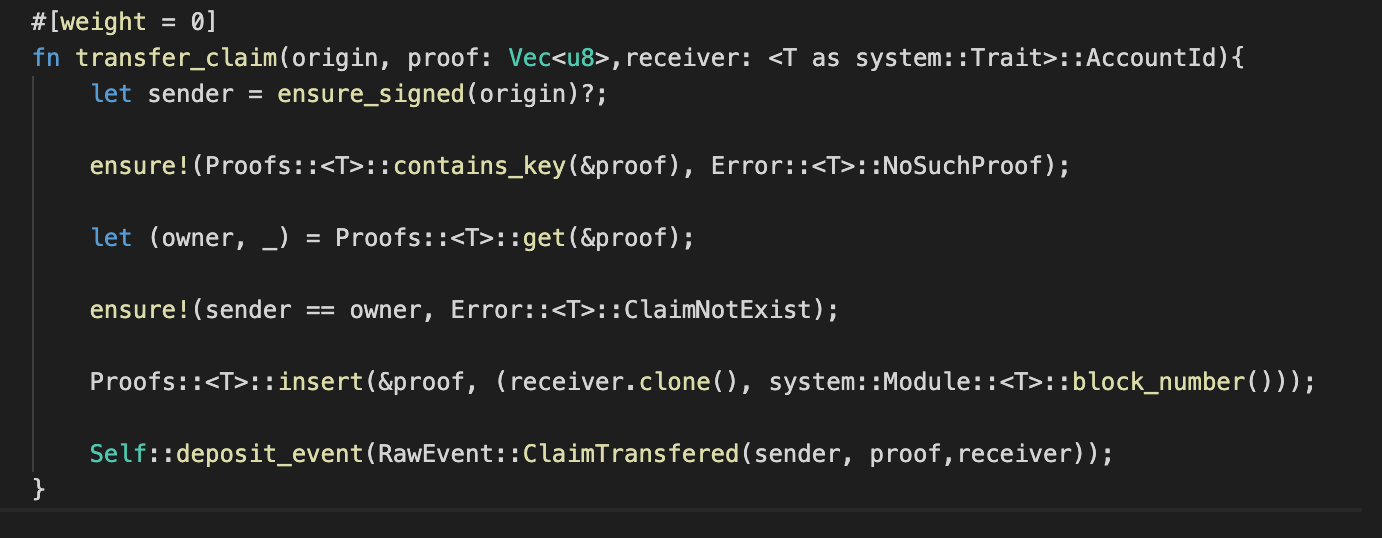 #[weight = 0]
fn transfer_claim(origin, proof: Vec<u8>,receiver: <T as system::Trait>::AccountId){
let sender = ensure_signed(origin)?;
ensure!(Proofs::<T>::contains_key(&proof), Error::<T>::NoSuchProof);
let (owner, _) = Proofs::<T>::get(&proof);
ensure!(sender == owner, Error::<T>::ClaimNotExist);
Proofs::<T>::insert(&proof, (receiver.clone(), system::Module::<T>::block_number()));
Self::deposit_event(RawEvent::ClaimTransfered(sender, proof,receiver));
}